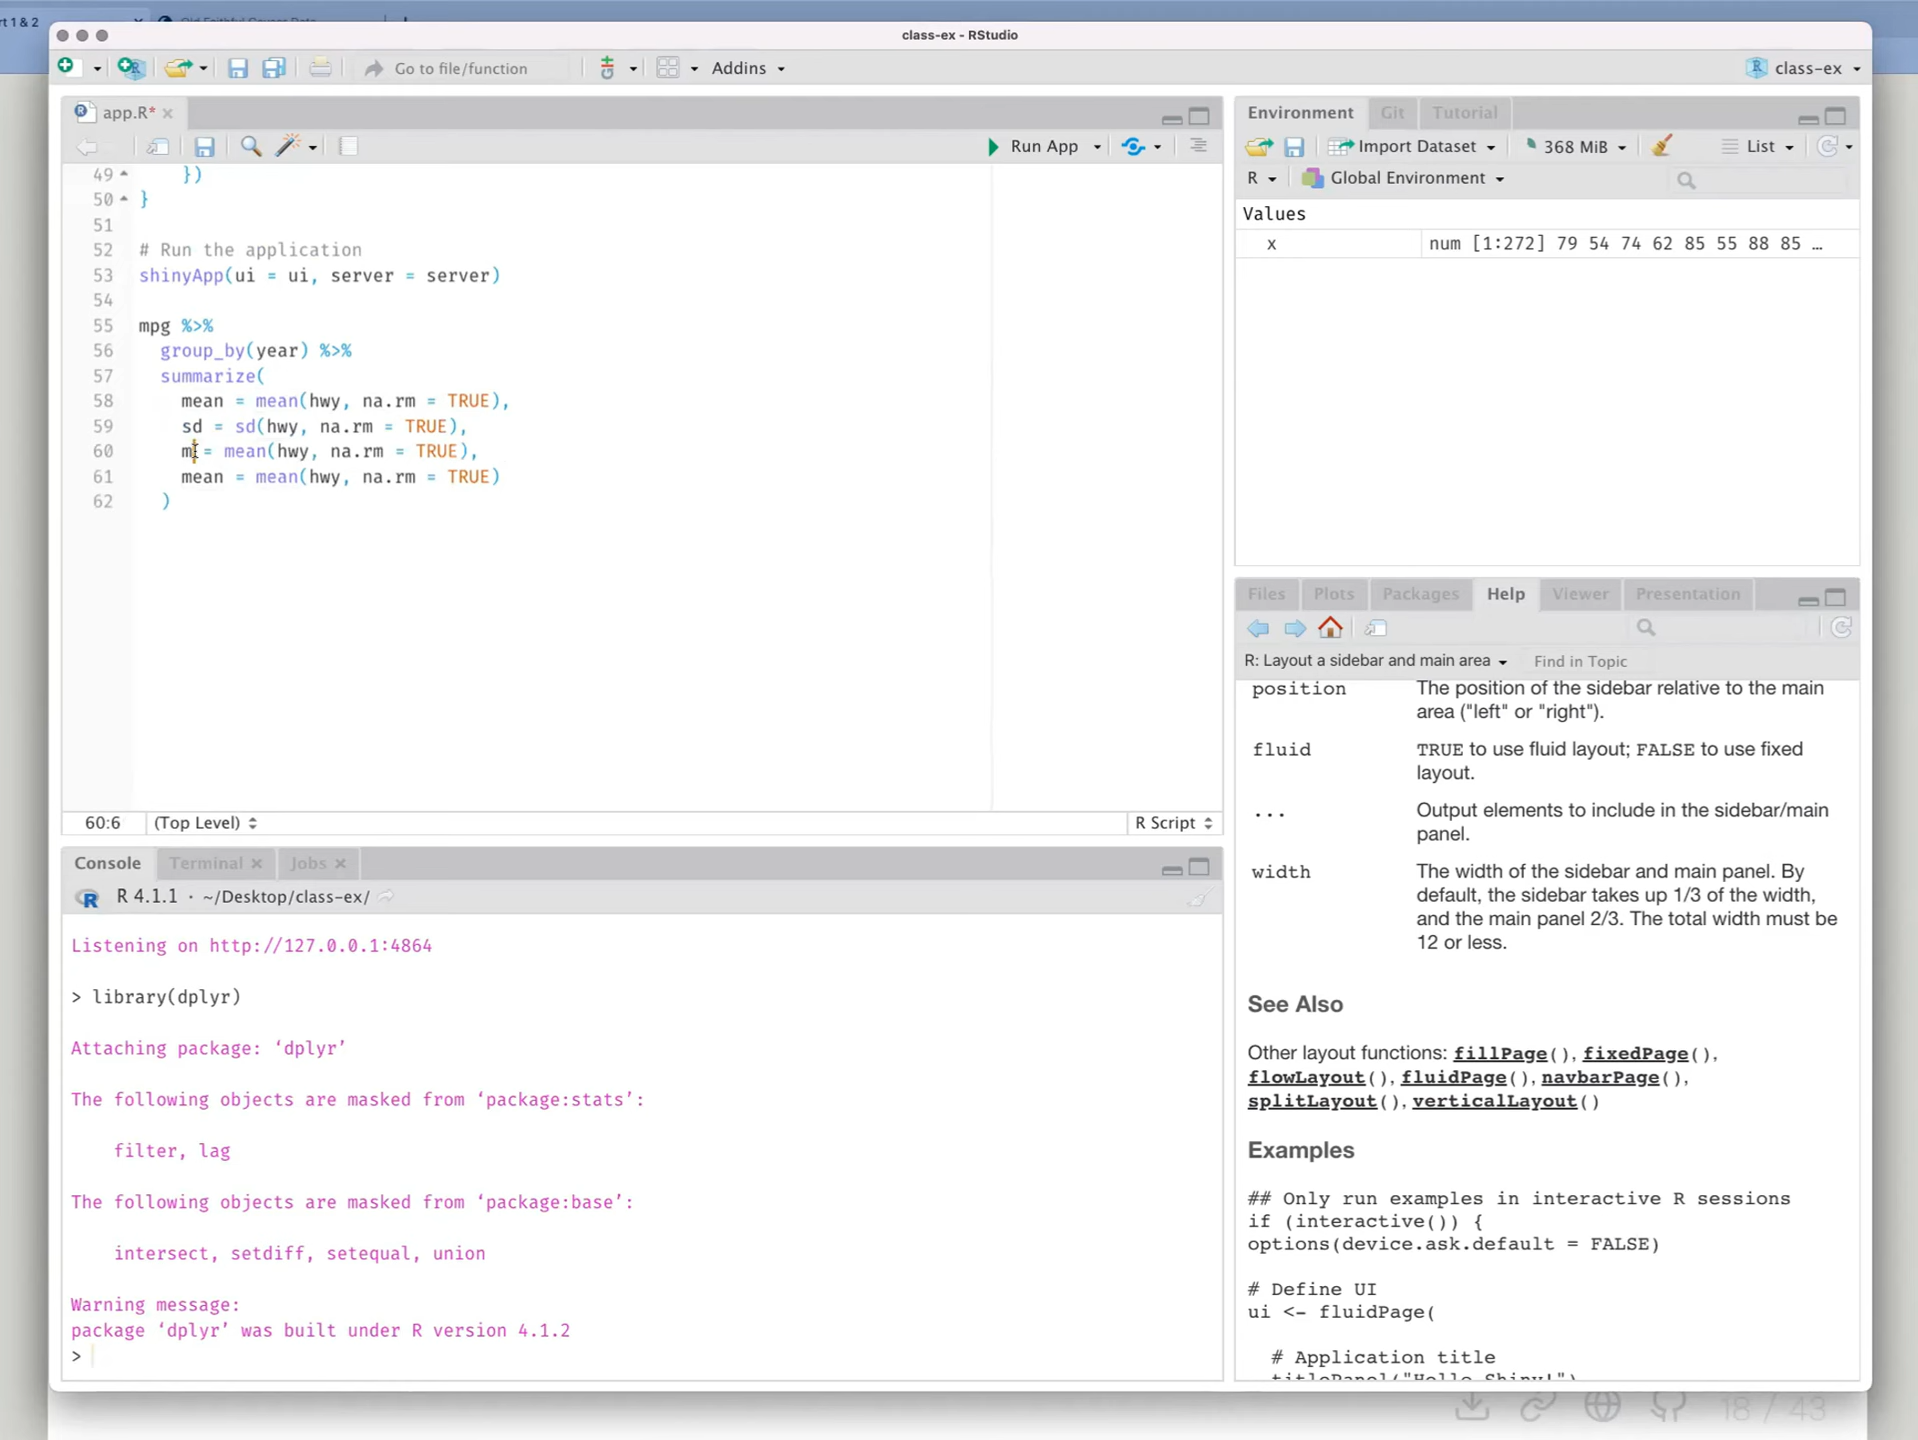 rt 1 & 2
Old Faithful Geyser Data
class-ex - RStudio
Go to file/function
Addins
class-ex
app.R*
Run App
49 })
50 }
51
52 # Run the application
53 shinyApp(ui = ui, server = server)
54
55 mpg %>%
56 group_by(year) %>%
57 summarize(
58 mean = mean(hwy, na.rm = TRUE),
59 sd = sd(hwy, na.rm = TRUE),
60 m = mean(hwy, na.rm = TRUE),
61 mean = mean(hwy, na.rm = TRUE)
62 )
60:6 (Top Level) R Script
Console Terminal Jobs
R 4.1.1 · ~/Desktop/class-ex/
Listening on http://127.0.0.1:4864
> library(dplyr)
Attaching package: ‘dplyr’
The following objects are masked from ‘package:stats’:
filter, lag
The following objects are masked from ‘package:base’:
intersect, setdiff, setequal, union
Warning message:
package ‘dplyr’ was built under R version 4.1.2
>
Environment Git Tutorial
Import Dataset 368 MiB List
R Global Environment
Values
x num [1:272] 79 54 74 62 85 55 88 85 …
Files Plots Packages Help Viewer Presentation
R: Layout a sidebar and main area Find in Topic
position The position of the sidebar relative to the main
area ("left" or "right").
fluid TRUE to use fluid layout; FALSE to use fixed
layout.
... Output elements to include in the sidebar/main
panel.
width The width of the sidebar and main panel. By
default, the sidebar takes up 1/3 of the width,
and the main panel 2/3. The total width must be
12 or less.
See Also
Other layout functions: fillPage(), fixedPage(),
flowLayout(), fluidPage(), navbarPage(),
splitLayout(), verticalLayout()
Examples
## Only run examples in interactive R sessions
if (interactive()) {
options(device.ask.default = FALSE)
# Define UI
ui <- fluidPage(
# Application title
titlePanel("Hello Shiny!"),
18 / 43